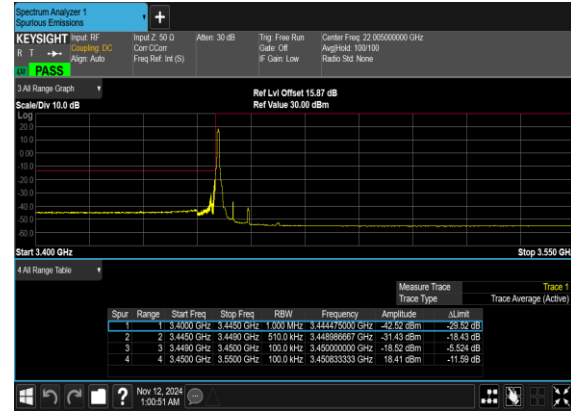 Spectrum Analyzer 1
Spurious Emissions
+
KEYSIGHT Input: RF Input Z: 50 Ω Atten: 30 dB Trig: Free Run Center Freq: 22.005000000 GHz
R T Coupling: DC Corr CCorr Gate: Off Avg|Hold: 100/100
Align: Auto Freq Ref: Int (S) IF Gain: Low Radio Std: None
PASS
3 All Range Graph
Ref Lvl Offset 15.87 dB
Scale/Div 10.0 dB Ref Value 30.00 dBm
Log
20.0
10.0
0.00
-10.0
-20.0
-30.0
-40.0
-50.0
-60.0
Start 3.400 GHz Stop 3.550 GH
4 All Range Table
Measure Trace Trace 1
Trace Type Trace Average (Active)
Spur Range Start Freq Stop Freq RBW Frequency Amplitude ΔLimit
1 1 3.4000 GHz 3.4450 GHz 1.000 MHz 3.444475000 GHz -42.52 dBm -29.52 dB
2 2 3.4450 GHz 3.4490 GHz 510.0 kHz 3.448986667 GHz -31.43 dBm -18.43 dB
3 3 3.4490 GHz 3.4500 GHz 100.0 kHz 3.450000000 GHz -18.52 dBm -5.524 dB
4 4 3.4500 GHz 3.5500 GHz 100.0 kHz 3.450833333 GHz 18.41 dBm -11.59 dB
? Nov 12, 2024
1:00:51 AM